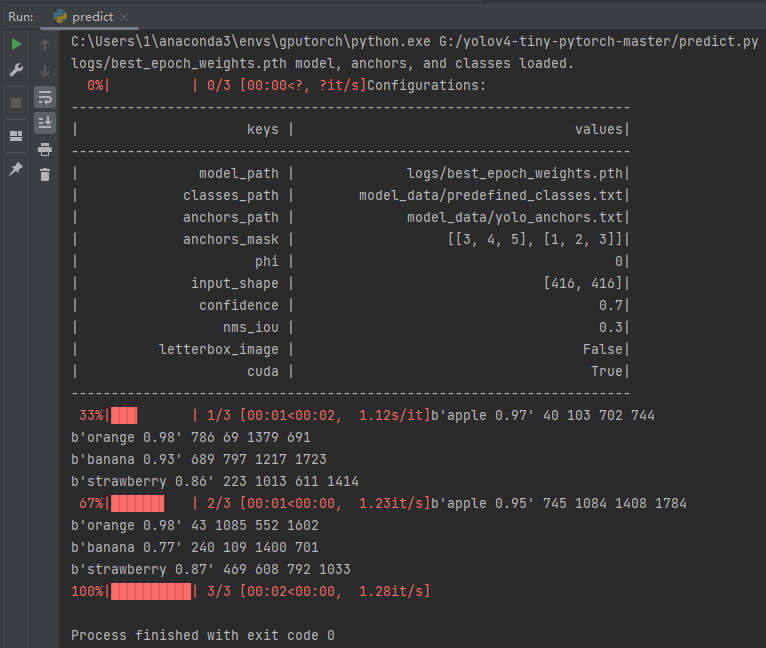 Run: predict
C:\Users\1\anaconda3\envs\gputorch\python.exe G:/yolov4-tiny-pytorch-master/predict.py
logs/best_epoch_weights.pth model, anchors, and classes loaded.
  0%|          | 0/3 [00:00<?, ?it/s]Configurations:
----------------------------------------------------------------------
|                     keys |                                   values|
----------------------------------------------------------------------
|               model_path |              logs/best_epoch_weights.pth|
|             classes_path |        model_data/predefined_classes.txt|
|             anchors_path |              model_data/yolo_anchors.txt|
|             anchors_mask |                   [[3, 4, 5], [1, 2, 3]]|
|                      phi |                                        0|
|              input_shape |                               [416, 416]|
|               confidence |                                      0.7|
|                  nms_iou |                                      0.3|
|          letterbox_image |                                    False|
|                     cuda |                                     True|
----------------------------------------------------------------------
 33%|███▎      | 1/3 [00:01<00:02,  1.12s/it]b'apple 0.97' 40 103 702 744
b'orange 0.98' 786 69 1379 691
b'banana 0.93' 689 797 1217 1723
b'strawberry 0.86' 223 1013 611 1414
 67%|██████▋   | 2/3 [00:01<00:00,  1.23it/s]b'apple 0.95' 745 1084 1408 1784
b'orange 0.98' 43 1085 552 1602
b'banana 0.77' 240 109 1400 701
b'strawberry 0.87' 469 608 792 1033
100%|██████████| 3/3 [00:02<00:00,  1.28it/s]
Process finished with exit code 0